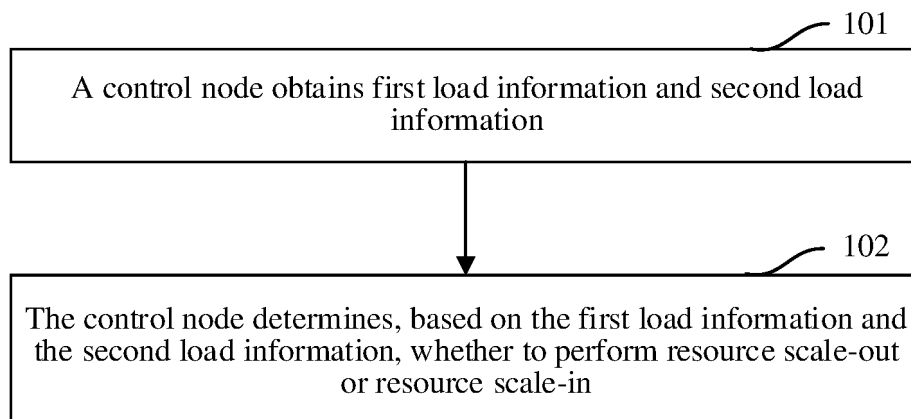 101
A control node obtains first load information and second load
information
102
The control node determines, based on the first load information and
the second load information, whether to perform resource scale-out
or resource scale-in